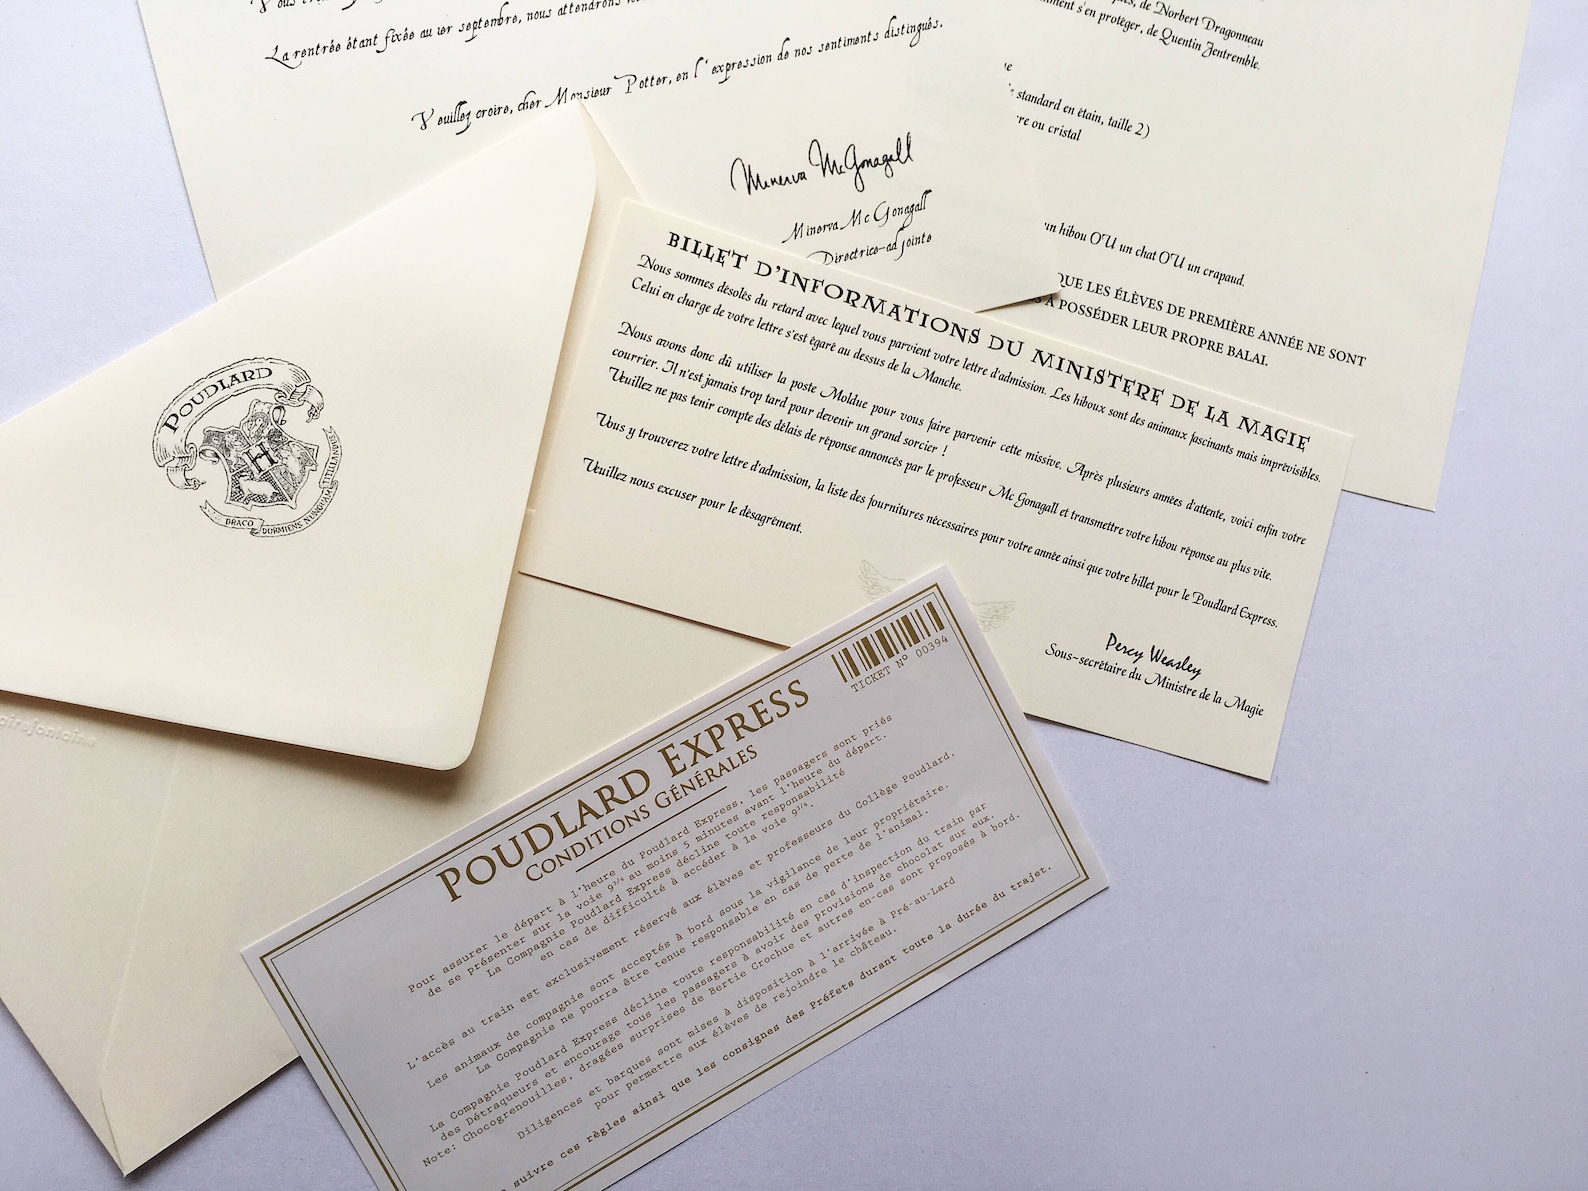 La rentrée étant fixée au 1er septembre, nous attendrons
Veuillez croire, cher Monsieur Potter, en l'expression de nos sentiments distingués.
Minerva McGonagall
Minerva McGonagall
Directrice-adjointe
de Norbert Dragonneau
s'en protéger, de Quentin Jentremble.
standard en étain, taille 2)
ou cristal
un hibou OU un chat OU un crapaud.
QUE LES ÉLÈVES DE PREMIÈRE ANNÉE NE SONT
À POSSÉDER LEUR PROPRE BALAI.
POUDLARD
H
DRACO DORMIENS NUNQUAM TITILLANDUS
BILLET D'INFORMATIONS DU MINISTERE DE LA MAGIE
Nous sommes désolés du retard avec lequel vous parvient votre lettre d'admission. Les hiboux sont des animaux fascinants mais imprévisibles.
Celui en charge de votre lettre s'est égaré au dessus de la Manche.
Nous avons donc dû utiliser la poste Moldue pour vous faire parvenir cette missive. Après plusieurs années d'attente, voici enfin votre
courrier. Il n'est jamais trop tard pour devenir un grand sorcier !
Veuillez ne pas tenir compte des délais de réponse annoncés par le professeur Mc Gonagall et transmettre votre hibou réponse au plus vite.
Vous y trouverez votre lettre d'admission, la liste des fournitures nécessaires pour votre année ainsi que votre billet pour le Poudlard Express.
Veuillez nous excuser pour le désagrément.
Percy Weasley
Sous-secrétaire du Ministre de la Magie
TICKET N° 00394
POUDLARD EXPRESS
CONDITIONS GÉNÉRALES
Pour assurer le départ à l'heure du Poudlard Express, les passagers sont priés
de se présenter sur la voie 9¾ au moins 5 minutes avant l'heure du départ.
La Compagnie Poudlard Express décline toute responsabilité
en cas de difficulté à accéder à la voie 9¾.
L'accès au train est exclusivement réservé aux élèves et professeurs du Collège Poudlard.
Les animaux de compagnie sont acceptés à bord sous la vigilance de leur propriétaire.
La Compagnie ne pourra être tenue responsable en cas de perte de l'animal.
La Compagnie Poudlard Express décline toute responsabilité en cas d'inspection du train par
des Détraqueurs et encourage tous les passagers à avoir des provisions de chocolat sur eux.
Note: Chocogrenouilles, dragées surprises de Bertie Crochue et autres en-cas sont proposés à bord.
Diligences et barques sont mises à disposition à l'arrivée à Pré-au-Lard
pour permettre aux élèves de rejoindre le château.
suivre ces règles ainsi que les consignes des Préfets durant toute la durée du trajet.